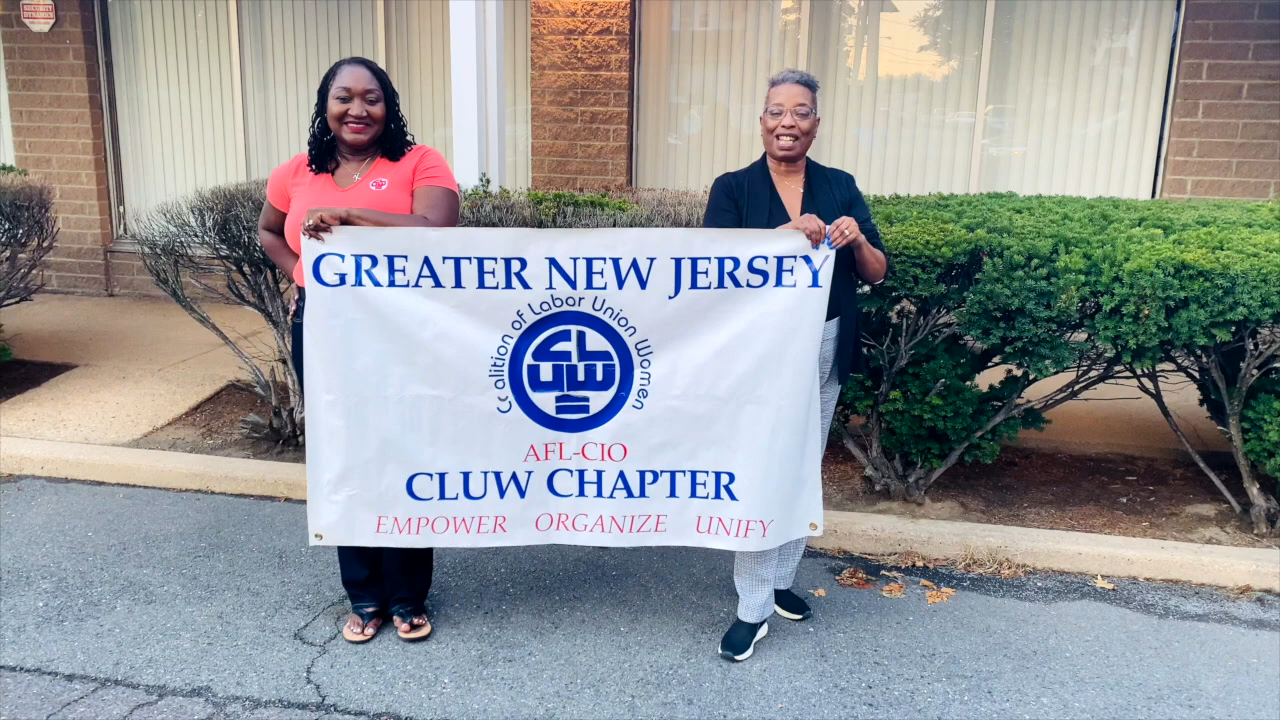 GREATER NEW JERSEY
Coalition of Labor Union Women
CLUW
AFL-CIO
CLUW CHAPTER
EMPOWER ORGANIZE UNIFY